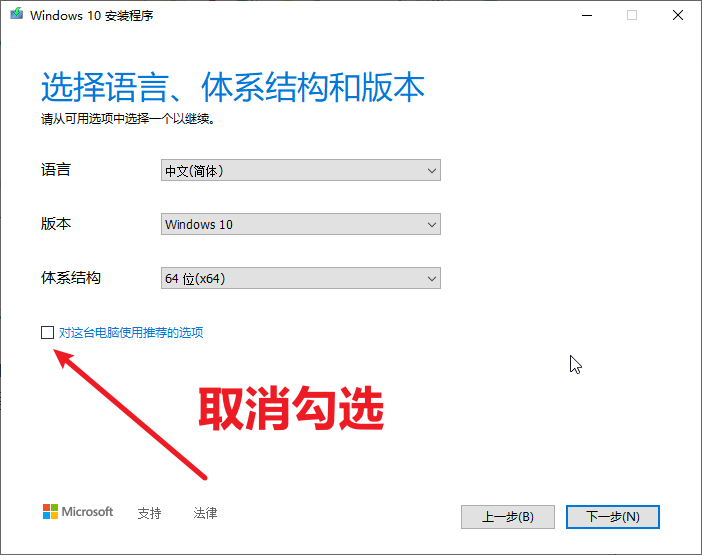 Windows 10 安装程序
选择语言、体系结构和版本
请从可用选项中选择一个以继续。
语言
中文(简体)
版本
Windows 10
体系结构
64 位(x64)
对这台电脑使用推荐的选项
取消勾选
Microsoft 支持 法律 上一步(B) 下一步(N)